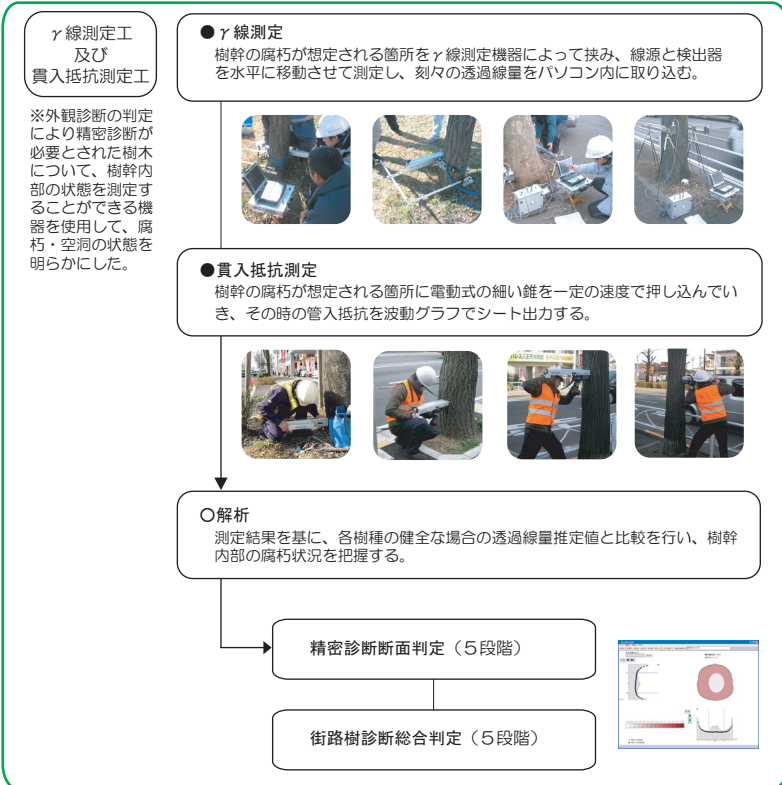 γ線測定工
及び
貫入抵抗測定工
※外観診断の判定
により精密診断が
必要とされた樹木
について、樹幹内
部の状態を測定す
ることができる機
器を使用して、腐
朽・空洞の状態を
明らかにした。
●γ線測定
樹幹の腐朽が想定される箇所をγ線測定機器によって挟み、線源と検出器
を水平に移動させて測定し、刻々の透過線量をパソコン内に取り込む。
●貫入抵抗測定
樹幹の腐朽が想定される箇所に電動式の細い錐を一定の速度で押し込んでい
き、その時の管入抵抗を波動グラフでシート出力する。
○解析
測定結果を基に、各樹種の健全な場合の透過線量推定値と比較を行い、樹幹
内部の腐朽状況を把握する。
精密診断断面判定（５段階）
街路樹診断総合判定（５段階）